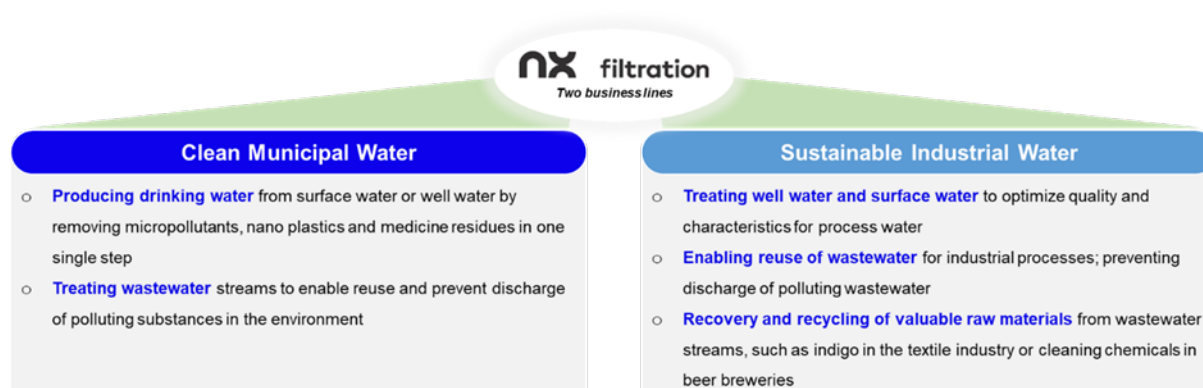 nx filtration
Two business lines
Clean Municipal Water
o Producing drinking water from surface water or well water by
removing micropollutants, nano plastics and medicine residues in one
single step
o Treating wastewater streams to enable reuse and prevent discharge
of polluting substances in the environment
Sustainable Industrial Water
o Treating well water and surface water to optimize quality and
characteristics for process water
o Enabling reuse of wastewater for industrial processes; preventing
discharge of polluting wastewater
o Recovery and recycling of valuable raw materials from wastewater
streams, such as indigo in the textile industry or cleaning chemicals in
beer breweries